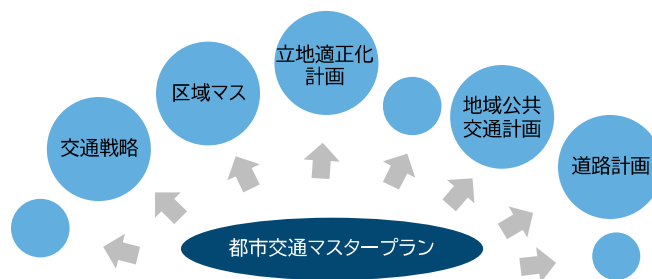 交通戦略
区域マス
立地適正化
計画
地域公共
交通計画
道路計画
都市交通マスタープラン